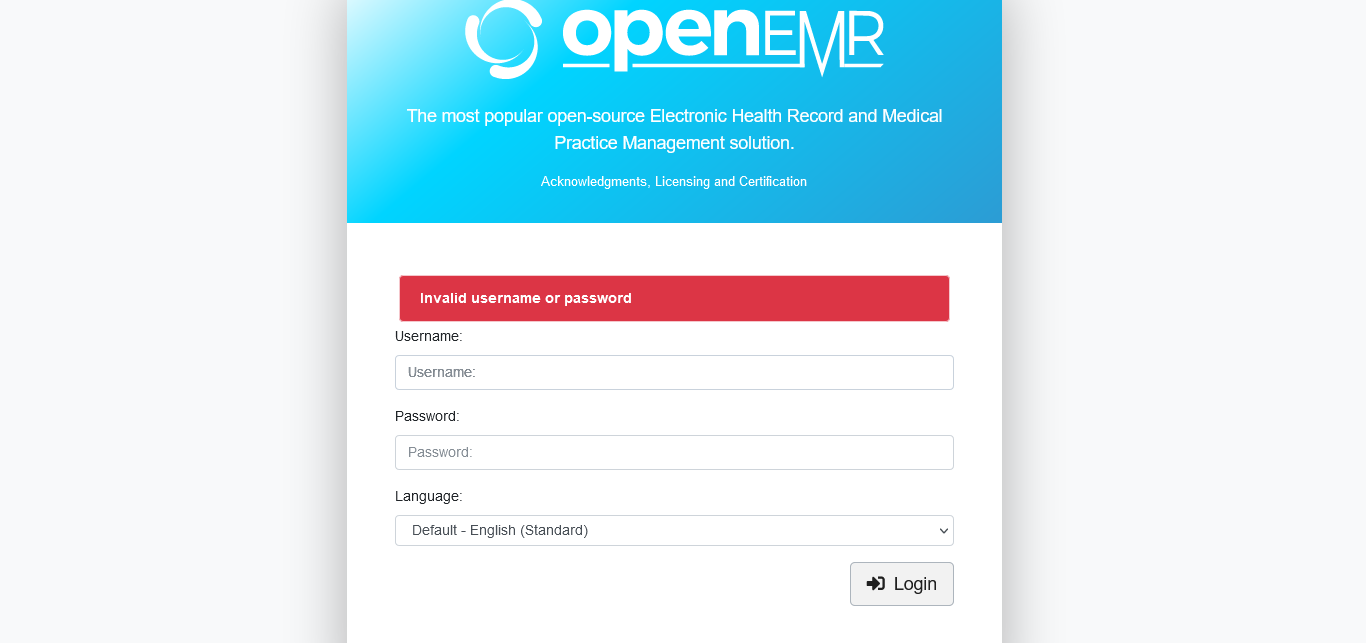 openEMR
The most popular open-source Electronic Health Record and Medical
Practice Management solution.
Acknowledgments, Licensing and Certification
Invalid username or password
Username:
Username:
Password:
Password:
Language:
Default - English (Standard)
Login